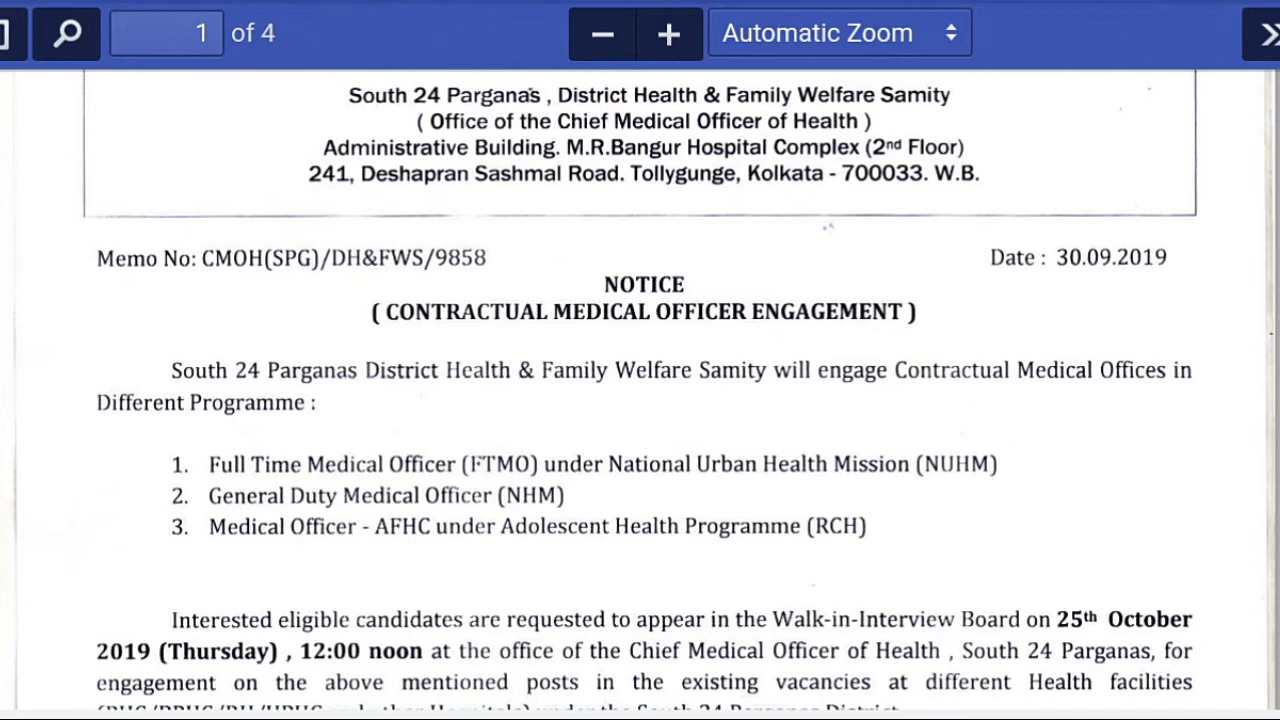 1 of 4 Automatic Zoom
South 24 Parganas , District Health & Family Welfare Samity
( Office of the Chief Medical Officer of Health )
Administrative Building. M.R.Bangur Hospital Complex (2nd Floor)
241, Deshapran Sashmal Road. Tollygunge, Kolkata - 700033. W.B.
Memo No: CMOH(SPG)/DH&FWS/9858 Date : 30.09.2019
NOTICE
( CONTRACTUAL MEDICAL OFFICER ENGAGEMENT )
South 24 Parganas District Health & Family Welfare Samity will engage Contractual Medical Offices in
Different Programme :
1. Full Time Medical Officer (FTMO) under National Urban Health Mission (NUHM)
2. General Duty Medical Officer (NHM)
3. Medical Officer - AFHC under Adolescent Health Programme (RCH)
Interested eligible candidates are requested to appear in the Walk-in-Interview Board on 25th October
2019 (Thursday) , 12:00 noon at the office of the Chief Medical Officer of Health , South 24 Parganas, for
engagement on the above mentioned posts in the existing vacancies at different Health facilities
under the South 24 Parganas District